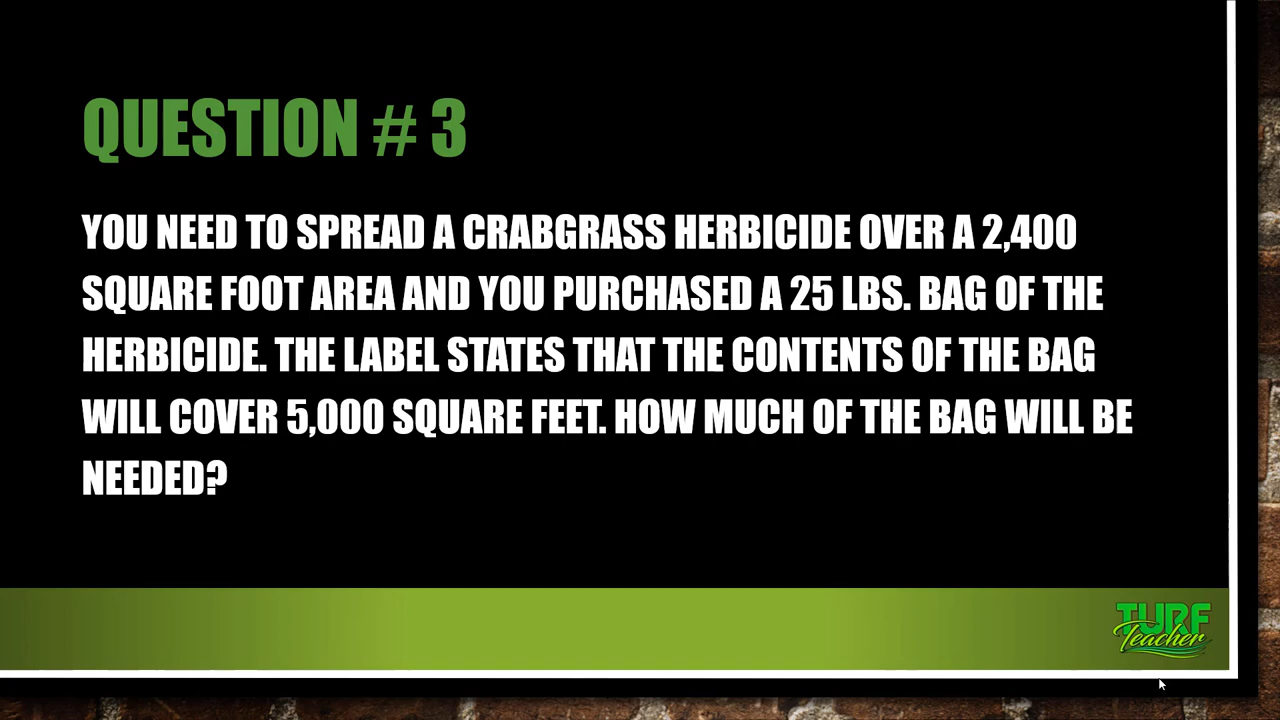 QUESTION # 3
YOU NEED TO SPREAD A CRABGRASS HERBICIDE OVER A 2,400
SQUARE FOOT AREA AND YOU PURCHASED A 25 LBS. BAG OF THE
HERBICIDE. THE LABEL STATES THAT THE CONTENTS OF THE BAG
WILL COVER 5,000 SQUARE FEET. HOW MUCH OF THE BAG WILL BE
NEEDED?
TURF
Teacher